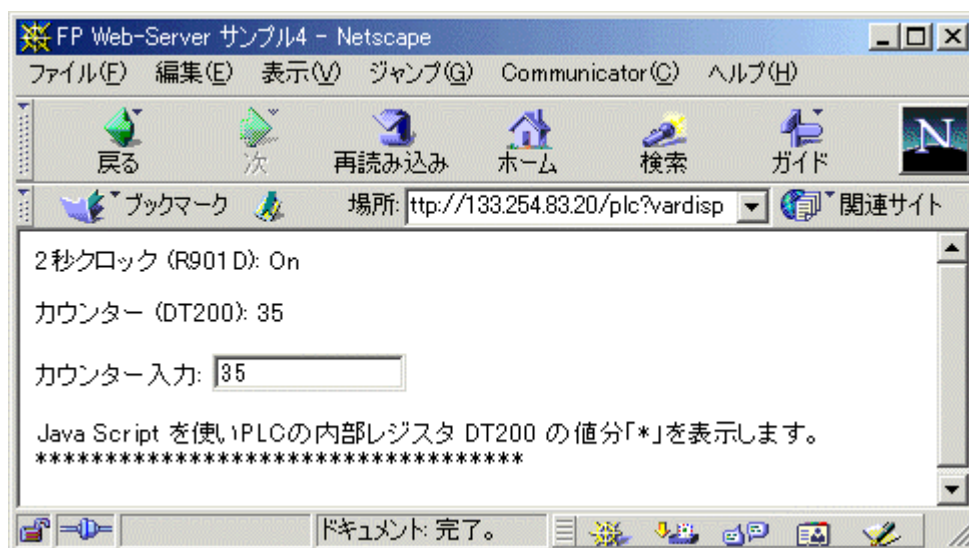 FP Web-Server サンプル4 - Netscape
ファイル(F) 編集(E) 表示(V) ジャンプ(G) Communicator(C) ヘルプ(H)
戻る 次 再読み込み ホーム 検索 ガイド N
ブックマーク 場所: ttp://133.254.83.20/plc?vardisp 関連サイト
2秒クロック (R901D): On
カウンター (DT200): 35
カウンター入力: 35
Java Script を使いPLCの内部レジスタ DT200 の値分「*」を表示します。
***********************************
ドキュメント: 完了。